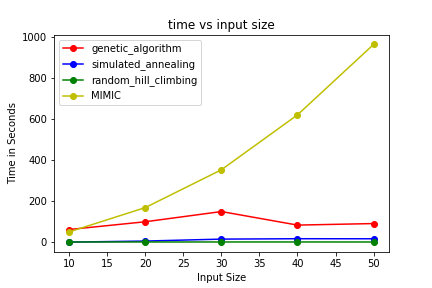 time vs input size
genetic_algorithm
simulated_annealing
random_hill_climbing
MIMIC
Time in Seconds
1000
800
600
400
200
0
10 15 20 25 30 35 40 45 50
Input Size